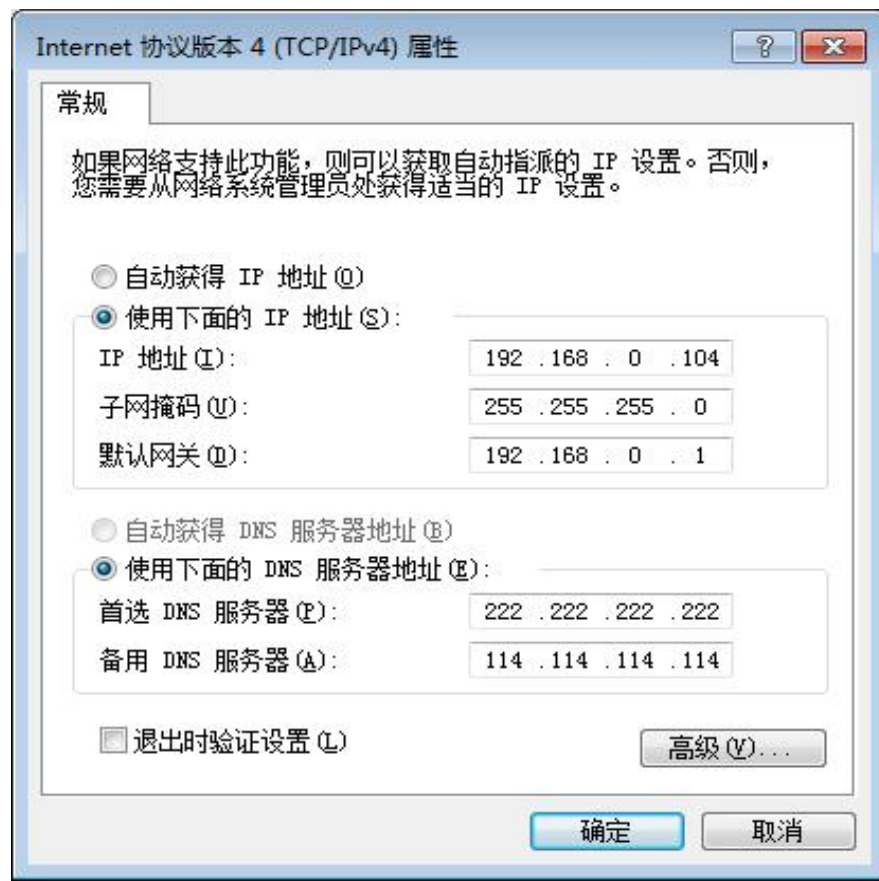 Internet 协议版本 4 (TCP/IPv4) 属性
常规
如果网络支持此功能，则可以获取自动指派的 IP 设置。否则，
您需要从网络系统管理员处获得适当的 IP 设置。
自动获得 IP 地址(O)
使用下面的 IP 地址(S):
IP 地址(I): 192 .168 . 0 .104
子网掩码(U): 255 .255 .255 . 0
默认网关(D): 192 .168 . 0 . 1
自动获得 DNS 服务器地址(B)
使用下面的 DNS 服务器地址(E):
首选 DNS 服务器(P): 222 .222 .222 .222
备用 DNS 服务器(A): 114 .114 .114 .114
退出时验证设置(L)
高级(V)...
确定 取消